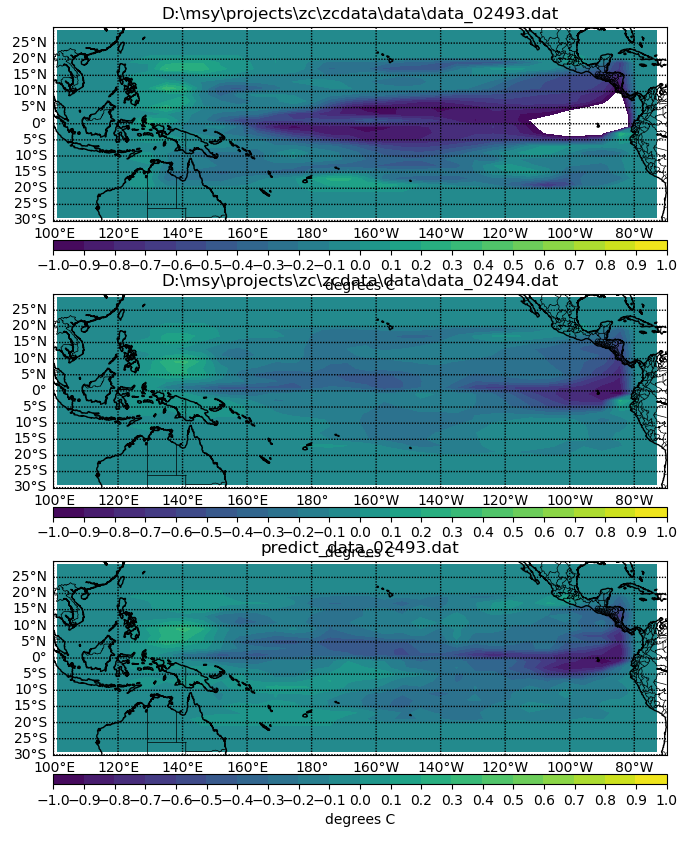 D:\msy\projects\zc\zcdata\data\data_02493.dat
25°N
20°N
15°N
10°N
5°N
0°
5°S
10°S
15°S
20°S
25°S
30°S
100°E 120°E 140°E 160°E 180° 160°W 140°W 120°W 100°W 80°W
−1.0 −0.9 −0.8 −0.7 −0.6 −0.5 −0.4 −0.3 −0.2 −0.1 0.0 0.1 0.2 0.3 0.4 0.5 0.6 0.7 0.8 0.9 1.0
degrees C
D:\msy\projects\zc\zcdata\data\data_02494.dat
25°N
20°N
15°N
10°N
5°N
0°
5°S
10°S
15°S
20°S
25°S
30°S
100°E 120°E 140°E 160°E 180° 160°W 140°W 120°W 100°W 80°W
−1.0 −0.9 −0.8 −0.7 −0.6 −0.5 −0.4 −0.3 −0.2 −0.1 0.0 0.1 0.2 0.3 0.4 0.5 0.6 0.7 0.8 0.9 1.0
degrees C
predict_data_02493.dat
25°N
20°N
15°N
10°N
5°N
0°
5°S
10°S
15°S
20°S
25°S
30°S
100°E 120°E 140°E 160°E 180° 160°W 140°W 120°W 100°W 80°W
−1.0 −0.9 −0.8 −0.7 −0.6 −0.5 −0.4 −0.3 −0.2 −0.1 0.0 0.1 0.2 0.3 0.4 0.5 0.6 0.7 0.8 0.9 1.0
degrees C